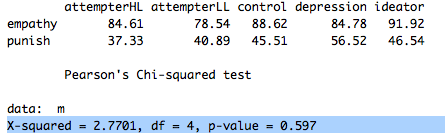 attempterHL attempterLL control depression ideator
empathy 84.61 78.54 88.62 84.78 91.92
punish 37.33 40.89 45.51 56.52 46.54
Pearson's Chi-squared test
data: m
X-squared = 2.7701, df = 4, p-value = 0.597